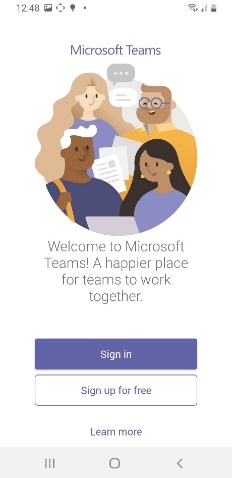 12:48
Microsoft Teams
Welcome to Microsoft
Teams! A happier place
for teams to work
together.
Sign in
Sign up for free
Learn more